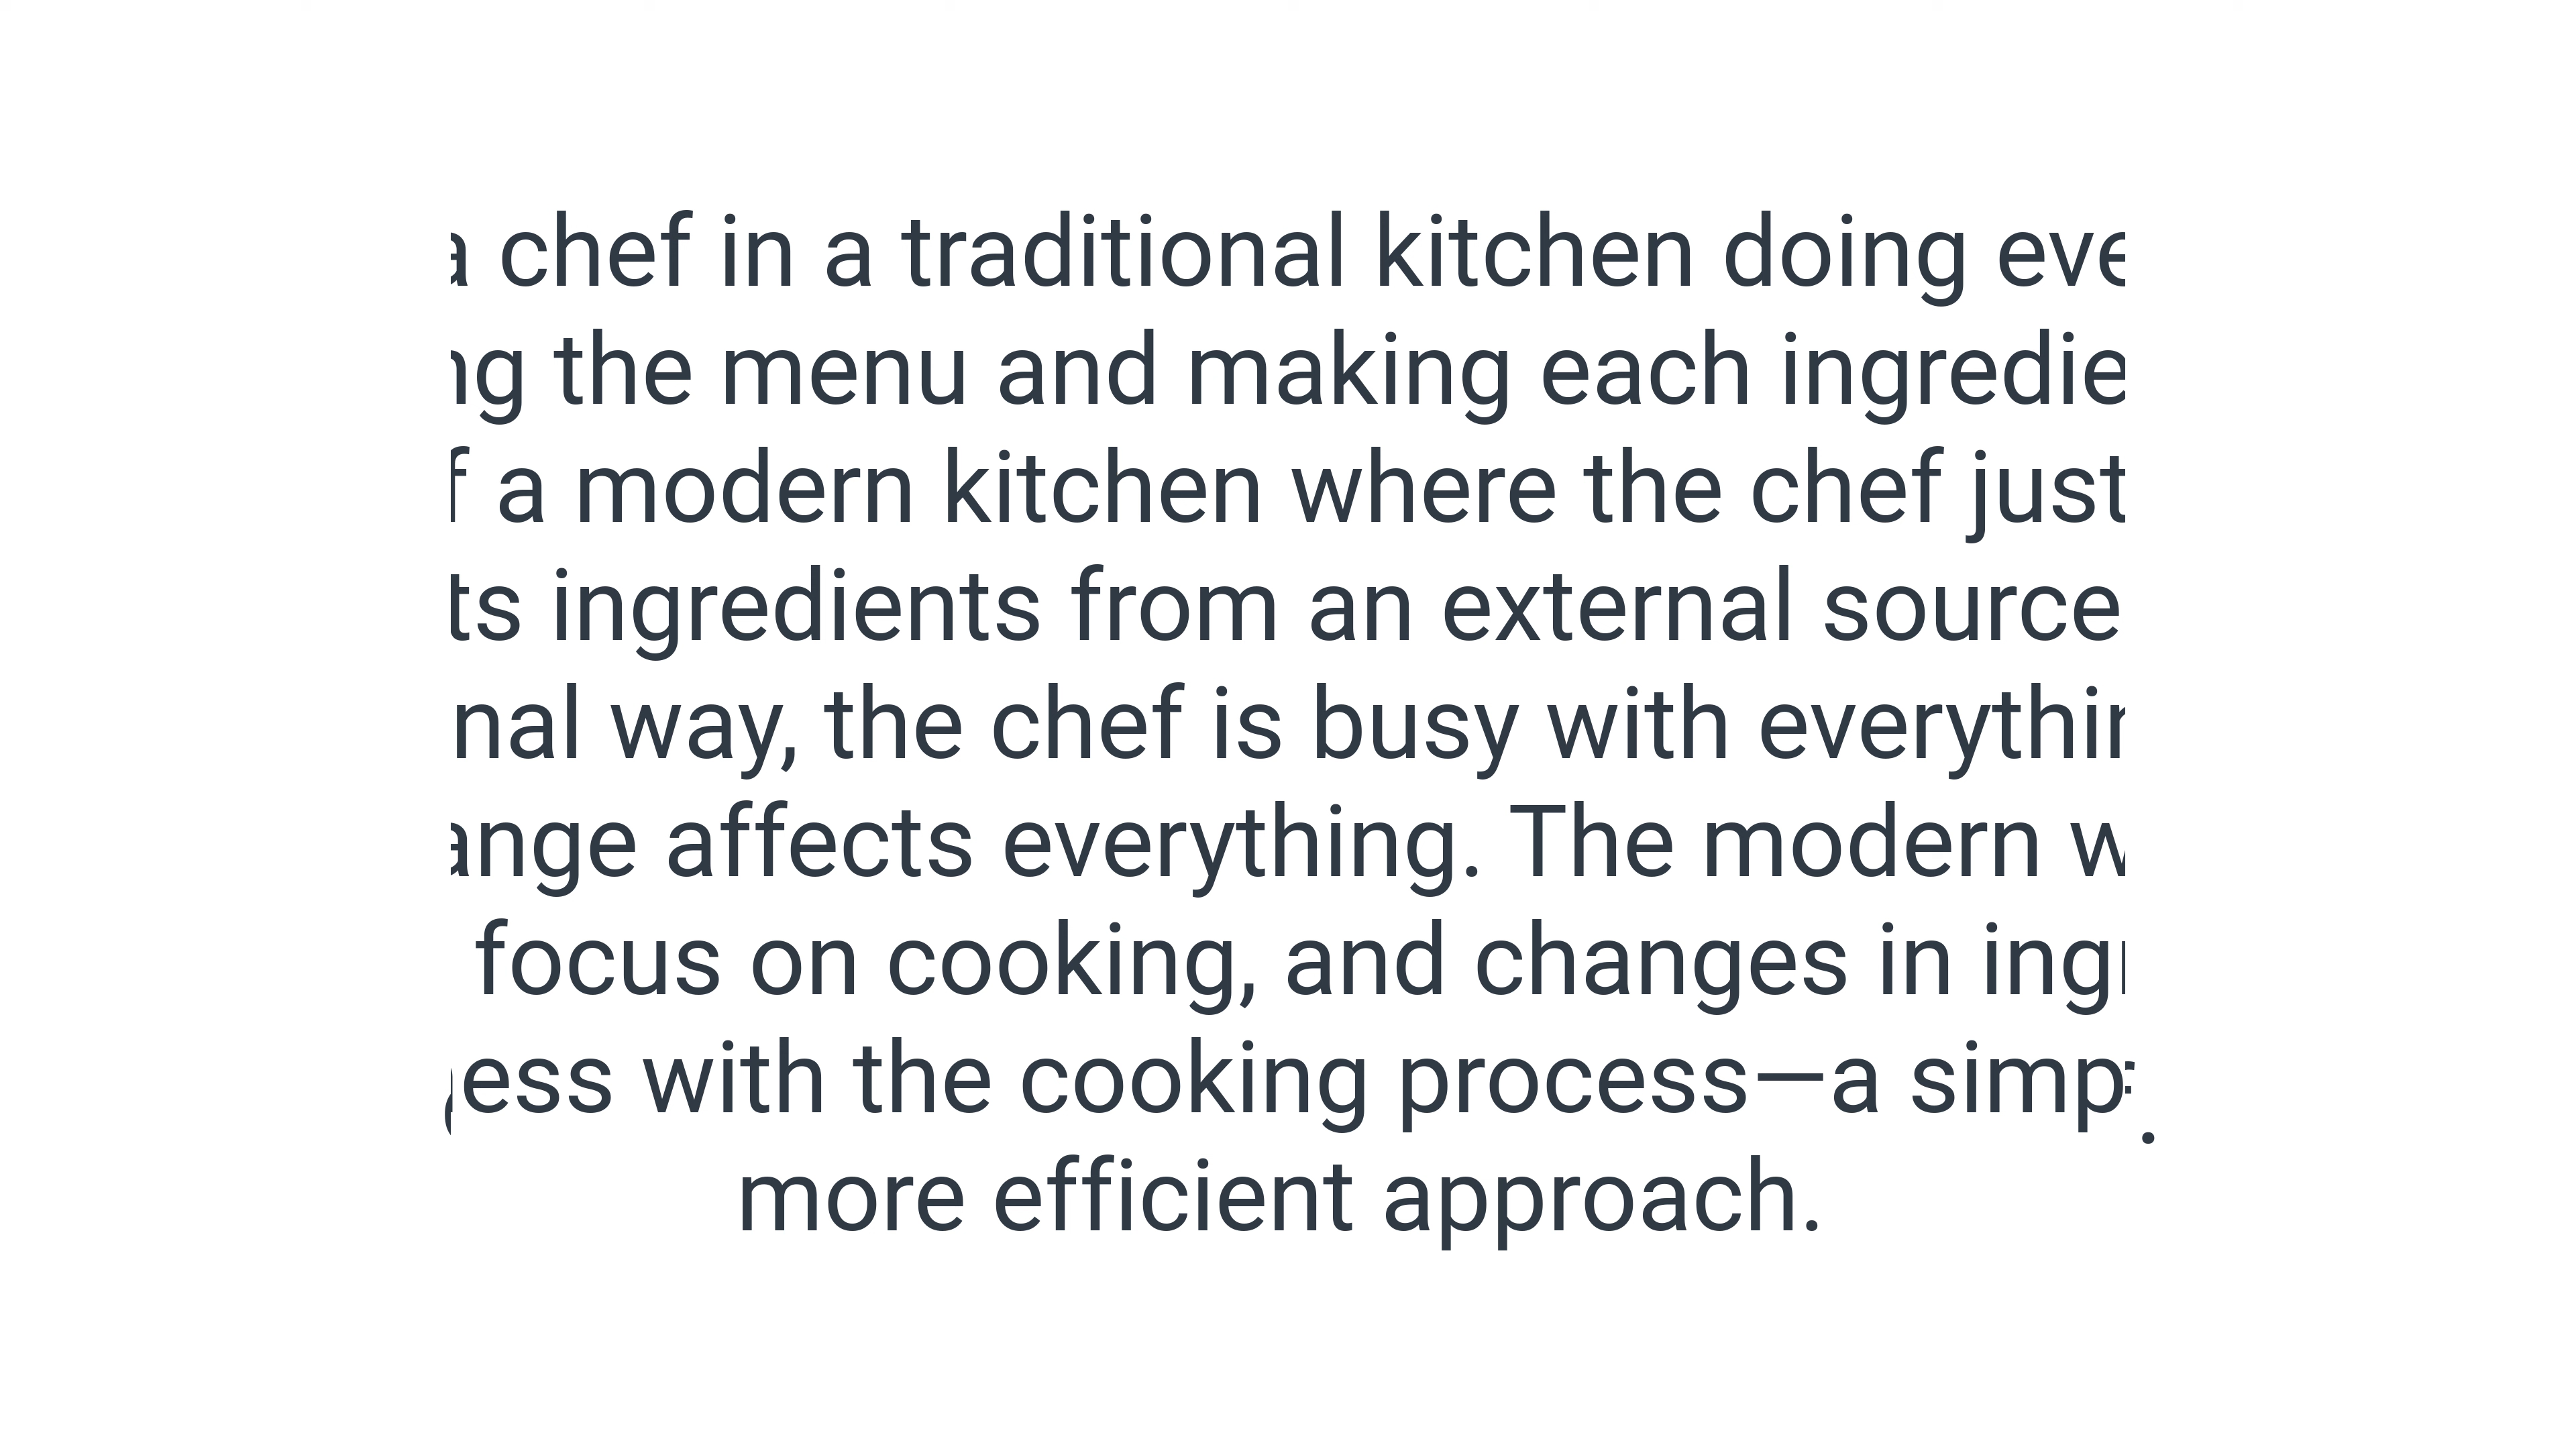 a chef in a traditional kitchen doing
the menu and making each
a modern kitchen where the chef just
ingredients from an external source
way, the chef is busy with
affects everything. The modern
focus on cooking, and changes in
with the cooking process—a
more efficient approach.